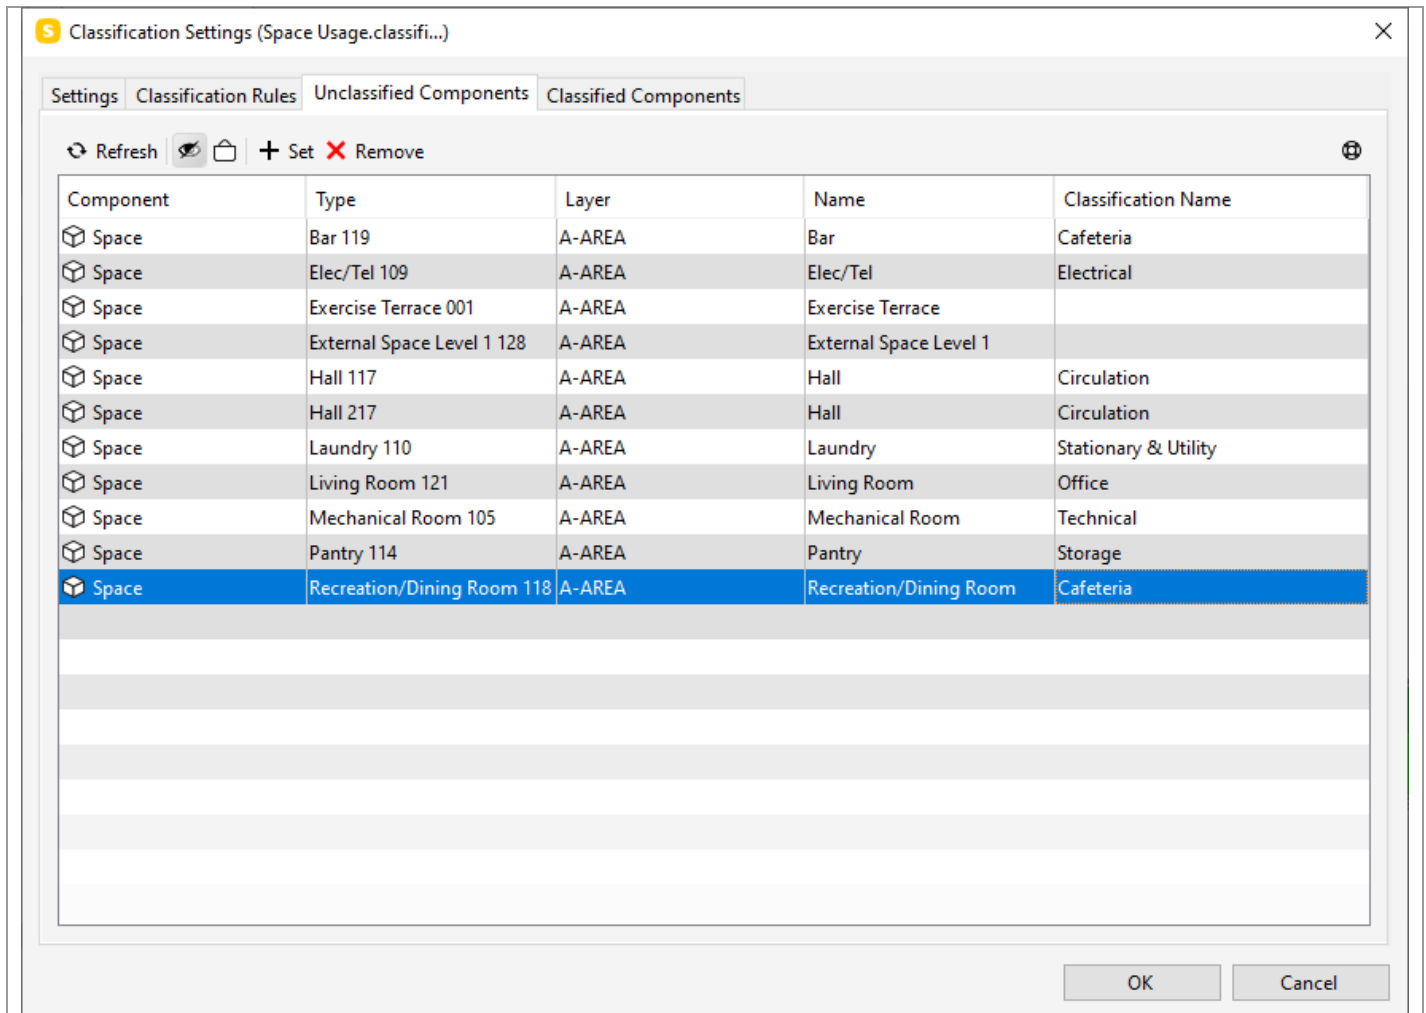 S Classification Settings (Space Usage.classifi...)
Settings Classification Rules Unclassified Components Classified Components
Refresh Set Remove
Component Type Layer Name Classification Name
Space Bar 119 A-AREA Bar Cafeteria
Space Elec/Tel 109 A-AREA Elec/Tel Electrical
Space Exercise Terrace 001 A-AREA Exercise Terrace
Space External Space Level 1 128 A-AREA External Space Level 1
Space Hall 117 A-AREA Hall Circulation
Space Hall 217 A-AREA Hall Circulation
Space Laundry 110 A-AREA Laundry Stationary & Utility
Space Living Room 121 A-AREA Living Room Office
Space Mechanical Room 105 A-AREA Mechanical Room Technical
Space Pantry 114 A-AREA Pantry Storage
Space Recreation/Dining Room 118 A-AREA Recreation/Dining Room Cafeteria
OK Cancel